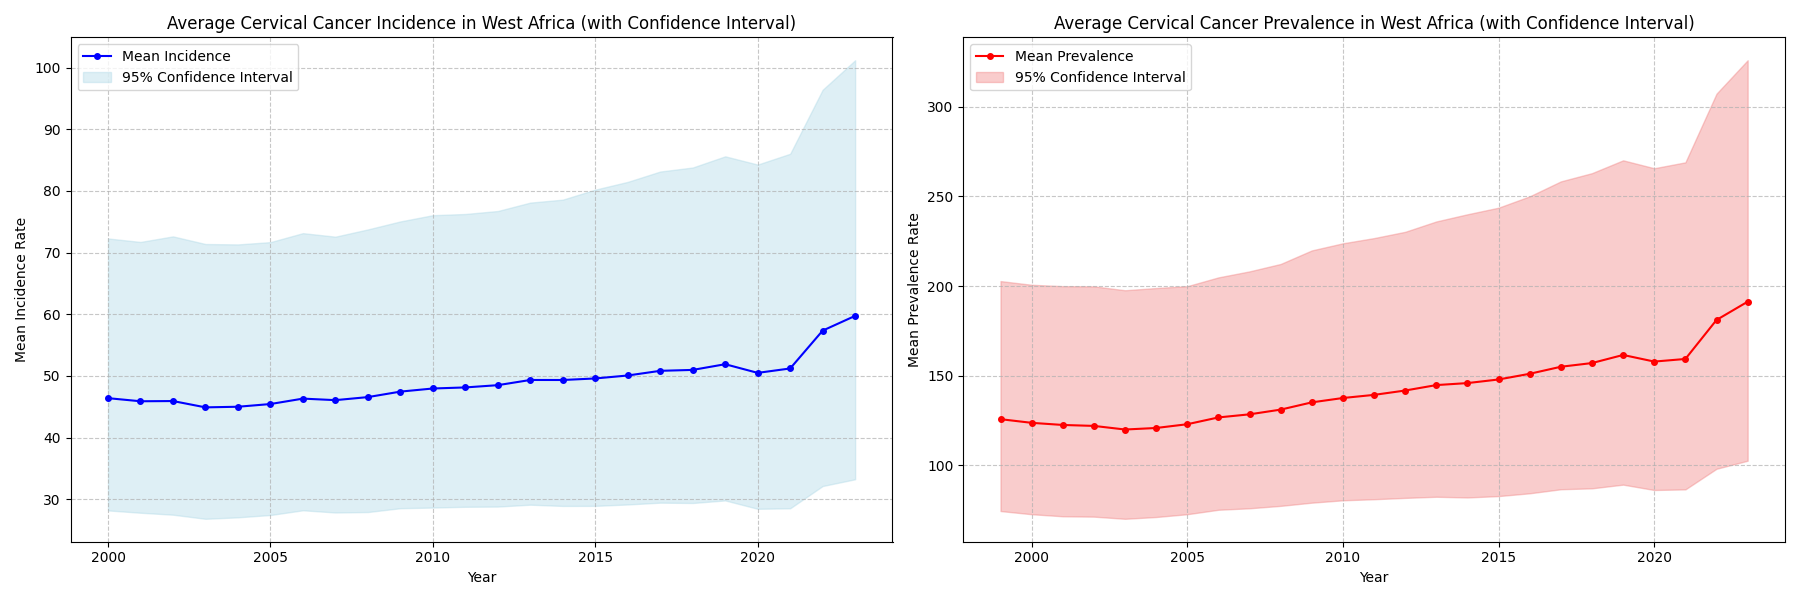 Average Cervical Cancer Incidence in West Africa (with Confidence Interval)
Mean Incidence
95% Confidence Interval
Mean Incidence Rate
100
90
80
70
60
50
40
30
2000
2005
2010
2015
2020
Year
Average Cervical Cancer Prevalence in West Africa (with Confidence Interval)
Mean Prevalence
95% Confidence Interval
Mean Prevalence Rate
300
250
200
150
100
2000
2005
2010
2015
2020
Year